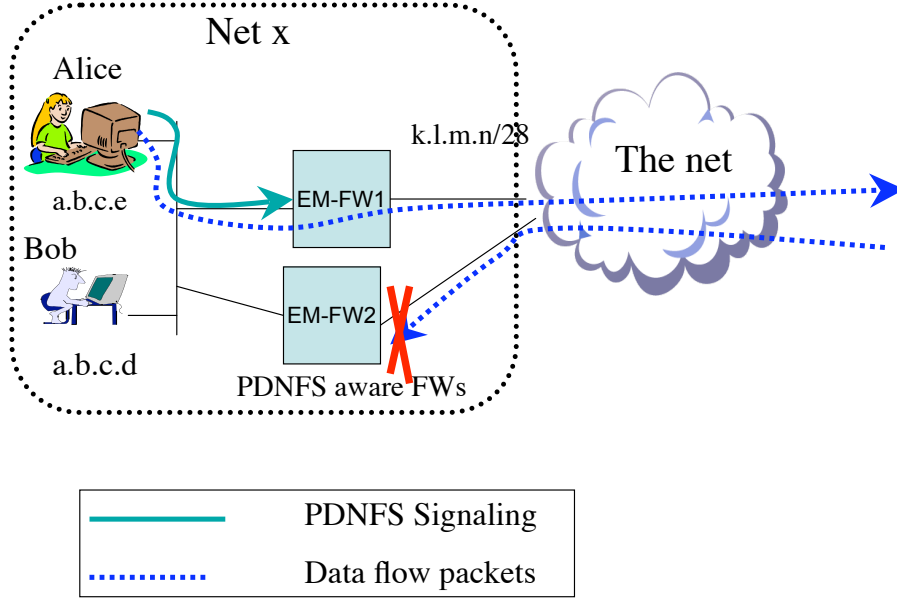 Net x
Alice
k.l.m.n/28
The net
EM-FW1
a.b.c.e
Bob
EM-FW2
a.b.c.d
PDNFS aware FWs
PDNFS Signaling
Data flow packets